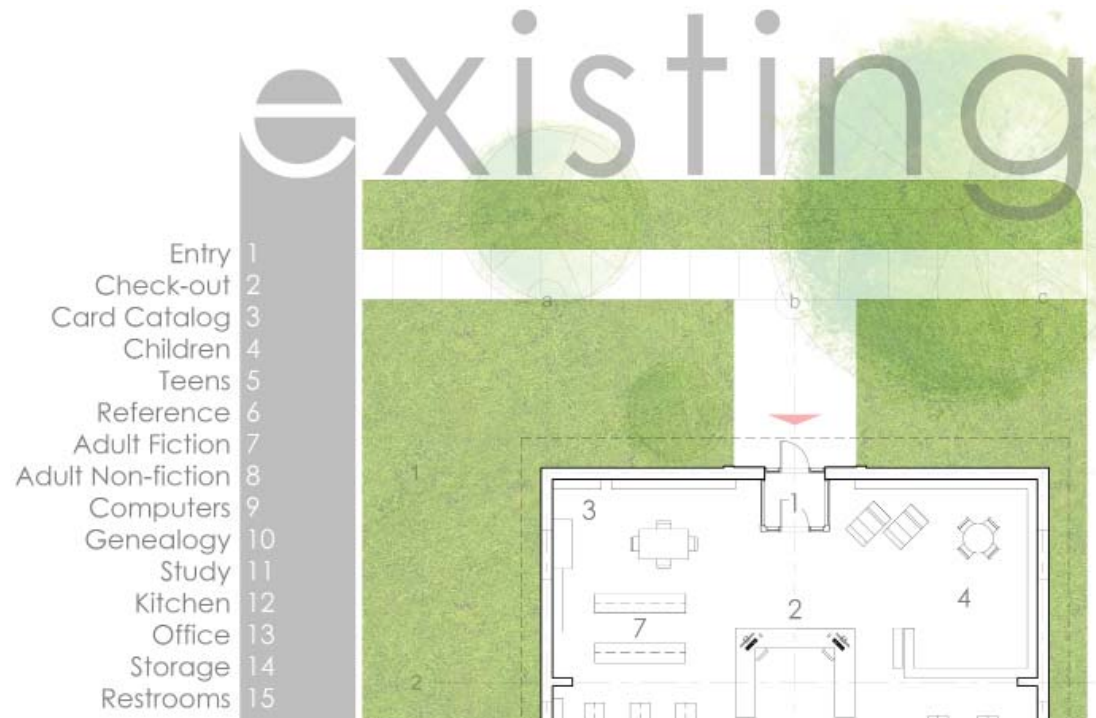 existing
Entry 1
Check-out 2
Card Catalog 3
Children 4
Teens 5
Reference 6
Adult Fiction 7
Adult Non-fiction 8
Computers 9
Genealogy 10
Study 11
Kitchen 12
Office 13
Storage 14
Restrooms 15
a b c
1
3 1
4
2
7
2